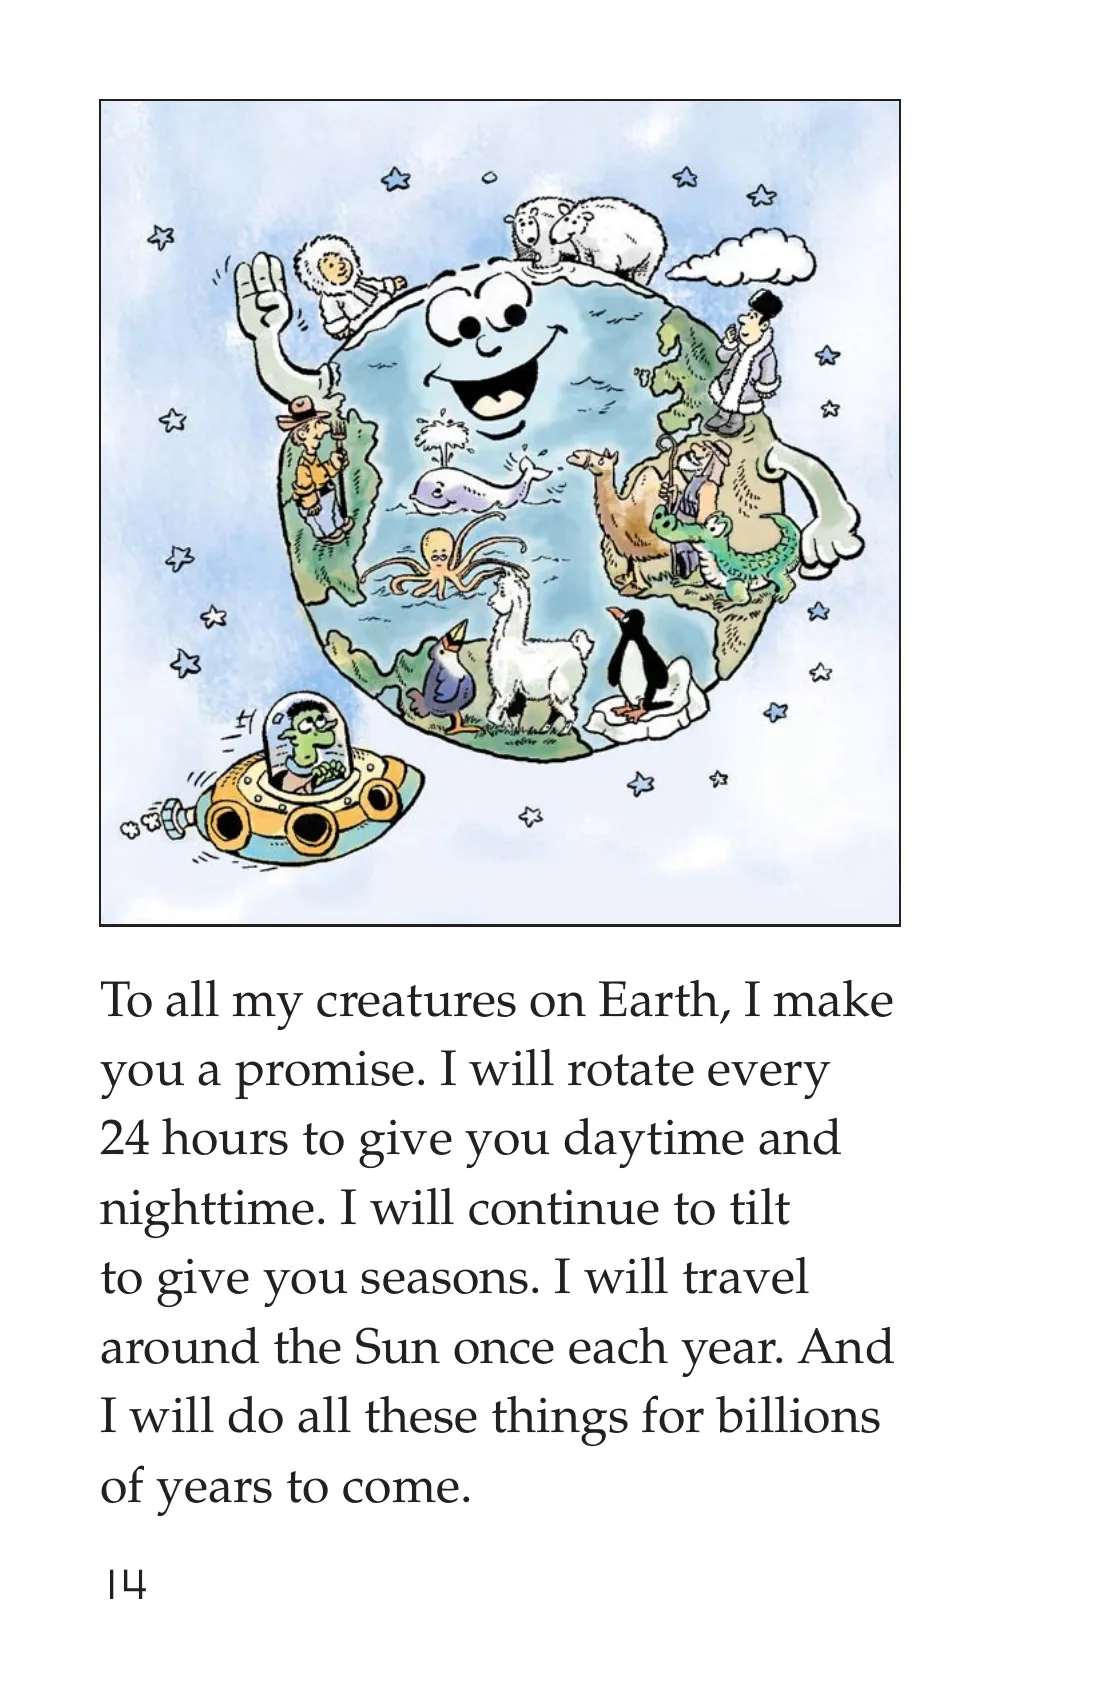 To all my creatures on Earth, I make
you a promise. I will rotate every
24 hours to give you daytime and
nighttime. I will continue to tilt
to give you seasons. I will travel
around the Sun once each year. And
I will do all these things for billions
of years to come.
14